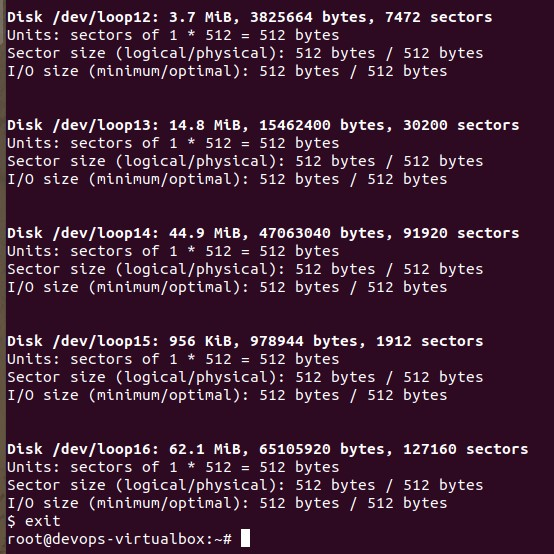 Disk /dev/loop12: 3.7 MiB, 3825664 bytes, 7472 sectors
Units: sectors of 1 * 512 = 512 bytes
Sector size (logical/physical): 512 bytes / 512 bytes
I/O size (minimum/optimal): 512 bytes / 512 bytes
Disk /dev/loop13: 14.8 MiB, 15462400 bytes, 30200 sectors
Units: sectors of 1 * 512 = 512 bytes
Sector size (logical/physical): 512 bytes / 512 bytes
I/O size (minimum/optimal): 512 bytes / 512 bytes
Disk /dev/loop14: 44.9 MiB, 47063040 bytes, 91920 sectors
Units: sectors of 1 * 512 = 512 bytes
Sector size (logical/physical): 512 bytes / 512 bytes
I/O size (minimum/optimal): 512 bytes / 512 bytes
Disk /dev/loop15: 956 KiB, 978944 bytes, 1912 sectors
Units: sectors of 1 * 512 = 512 bytes
Sector size (logical/physical): 512 bytes / 512 bytes
I/O size (minimum/optimal): 512 bytes / 512 bytes
Disk /dev/loop16: 62.1 MiB, 65105920 bytes, 127160 sectors
Units: sectors of 1 * 512 = 512 bytes
Sector size (logical/physical): 512 bytes / 512 bytes
I/O size (minimum/optimal): 512 bytes / 512 bytes
$ exit
root@devops-virtualbox:~#